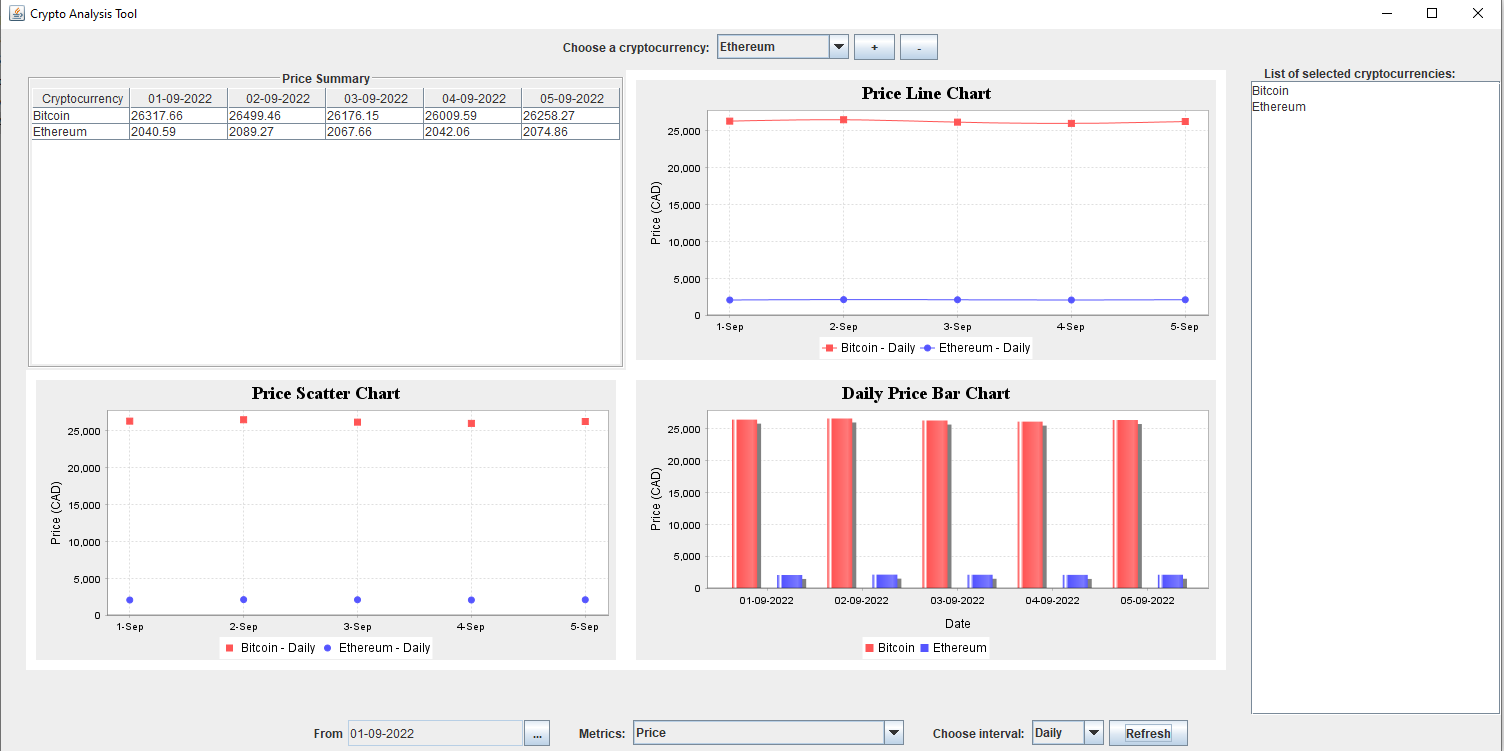 Crypto Analysis Tool
Choose a cryptocurrency: Ethereum + -
Price Summary
Cryptocurrency 01-09-2022 02-09-2022 03-09-2022 04-09-2022 05-09-2022
Bitcoin 26317.66 26499.46 26176.15 26009.59 26258.27
Ethereum 2040.59 2089.27 2067.66 2042.06 2074.86
Price Line Chart
Price (CAD)
25,000
20,000
15,000
10,000
5,000
0
1-Sep 2-Sep 3-Sep 4-Sep 5-Sep
Bitcoin - Daily Ethereum - Daily
List of selected cryptocurrencies:
Bitcoin
Ethereum
Price Scatter Chart
Price (CAD)
25,000
20,000
15,000
10,000
5,000
0
1-Sep 2-Sep 3-Sep 4-Sep 5-Sep
Bitcoin - Daily Ethereum - Daily
Daily Price Bar Chart
Price (CAD)
25,000
20,000
15,000
10,000
5,000
0
01-09-2022 02-09-2022 03-09-2022 04-09-2022 05-09-2022
Date
Bitcoin Ethereum
From 01-09-2022 ... Metrics: Price Choose interval: Daily Refresh